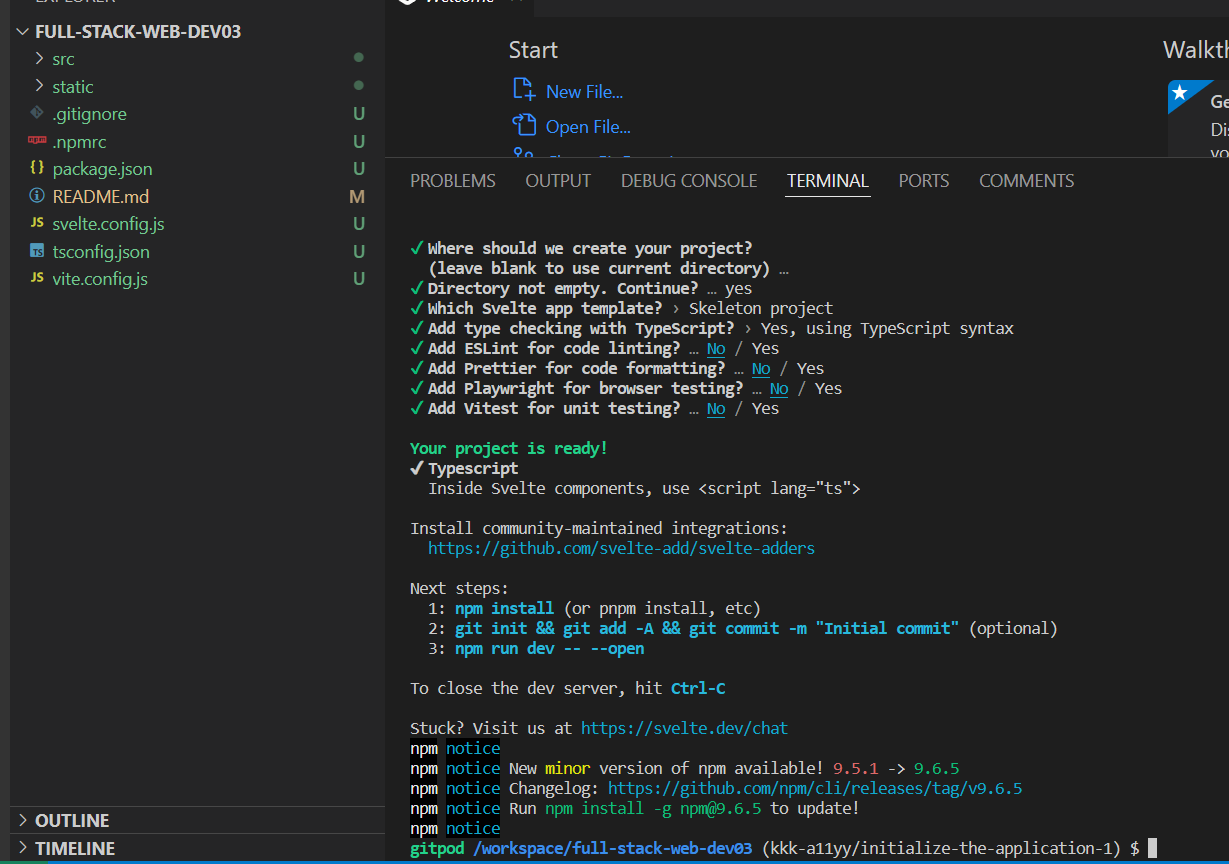 EXPLORER
Welcome
FULL-STACK-WEB-DEV03
src
static
.gitignore U
.npmrc U
package.json U
README.md M
JS svelte.config.js U
TS tsconfig.json U
JS vite.config.js U
OUTLINE
TIMELINE
Start
New File...
Open File...
Walkth
Ge
Dis
yo
PROBLEMS OUTPUT DEBUG CONSOLE TERMINAL PORTS COMMENTS
✔ Where should we create your project?
(leave blank to use current directory) …
✔ Directory not empty. Continue? … yes
✔ Which Svelte app template? › Skeleton project
✔ Add type checking with TypeScript? › Yes, using TypeScript syntax
✔ Add ESLint for code linting? … No / Yes
✔ Add Prettier for code formatting? … No / Yes
✔ Add Playwright for browser testing? … No / Yes
✔ Add Vitest for unit testing? … No / Yes
Your project is ready!
✔ Typescript
Inside Svelte components, use <script lang="ts">
Install community-maintained integrations:
https://github.com/svelte-add/svelte-adders
Next steps:
1: npm install (or pnpm install, etc)
2: git init && git add -A && git commit -m "Initial commit" (optional)
3: npm run dev -- --open
To close the dev server, hit Ctrl-C
Stuck? Visit us at https://svelte.dev/chat
npm notice
npm notice New minor version of npm available! 9.5.1 -> 9.6.5
npm notice Changelog: https://github.com/npm/cli/releases/tag/v9.6.5
npm notice Run npm install -g npm@9.6.5 to update!
npm notice
gitpod /workspace/full-stack-web-dev03 (kkk-a11yy/initialize-the-application-1) $